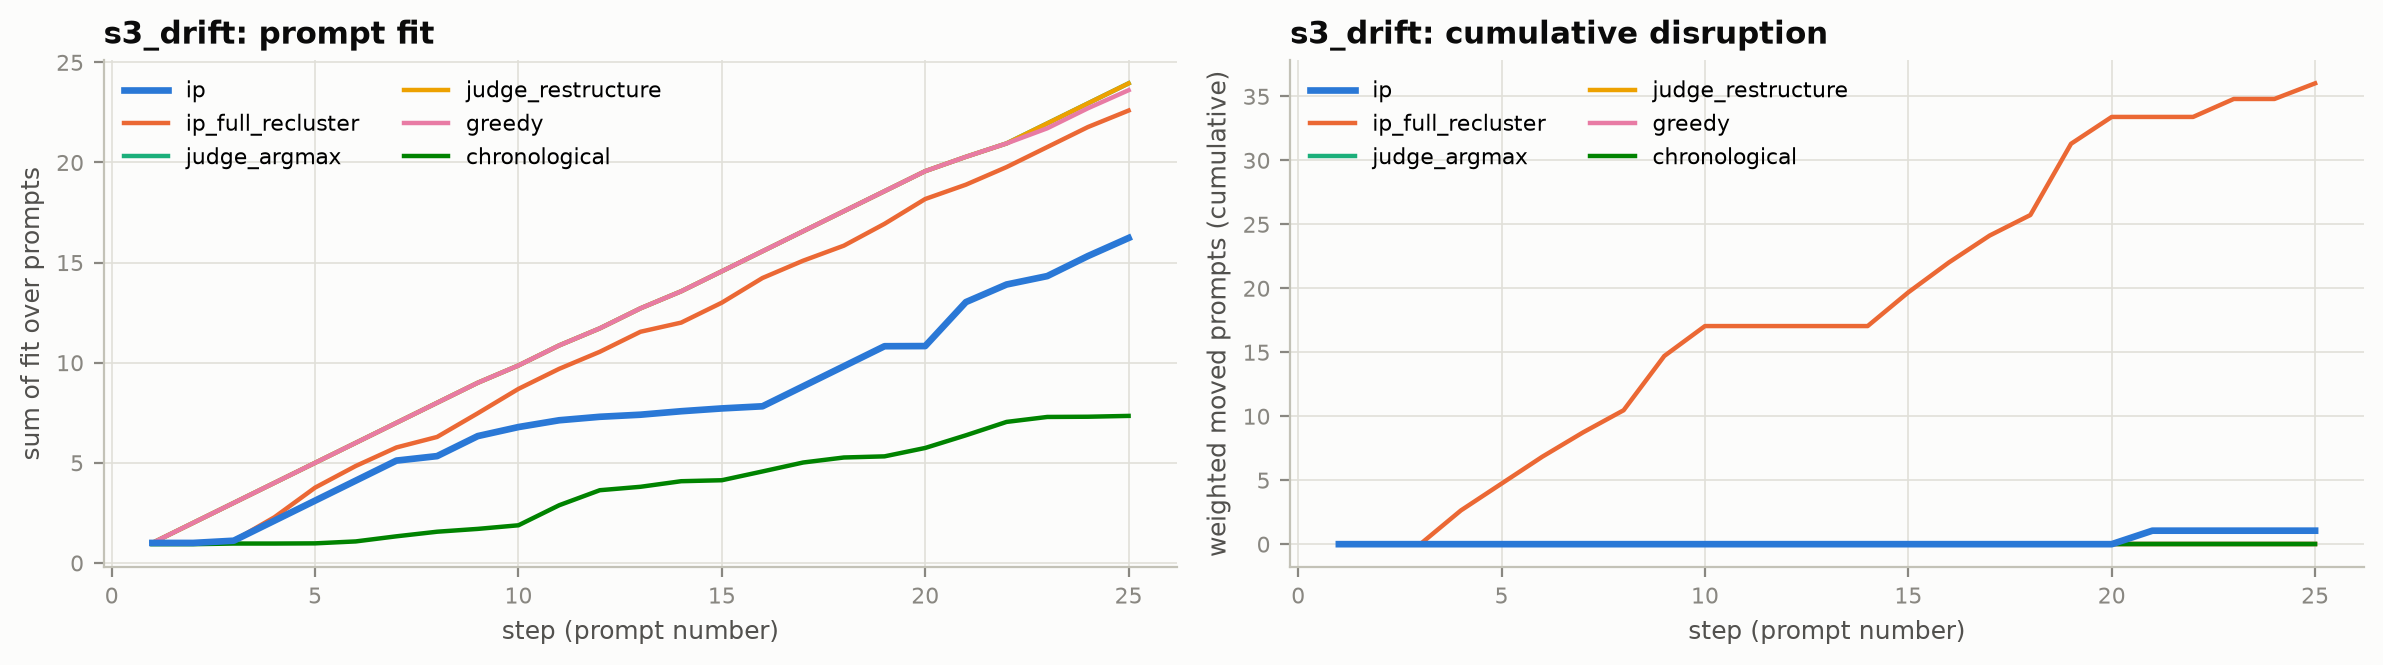 s3_drift: prompt fit
sum of fit over prompts
25
20
15
10
5
0
ip
ip_full_recluster
judge_argmax
judge_restructure
greedy
chronological
0 5 10 15 20 25
step (prompt number)
s3_drift: cumulative disruption
weighted moved prompts (cumulative)
35
30
25
20
15
10
5
0
ip
ip_full_recluster
judge_argmax
judge_restructure
greedy
chronological
0 5 10 15 20 25
step (prompt number)